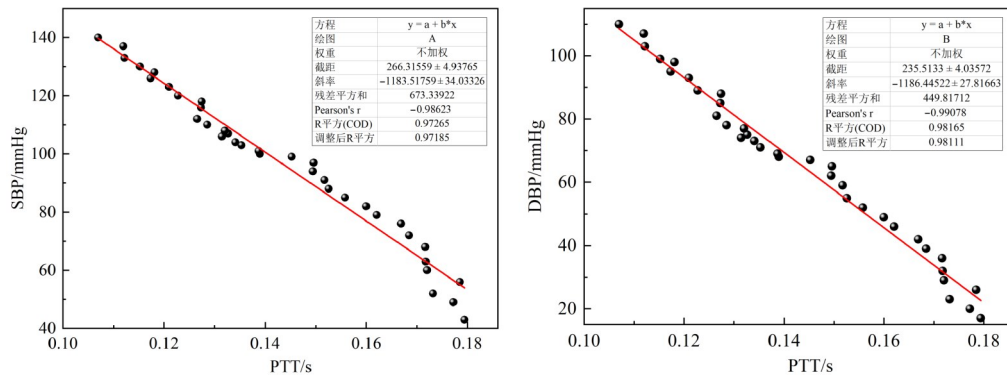 方程 y = a + b*x
绘图 A
权重 不加权
截距 266.31559 ± 4.93765
斜率 −1183.51759±34.03326
残差平方和 673.33922
Pearson's r −0.98623
R平方(COD) 0.97265
调整后R平方 0.97185
SBP/mmHg
140
120
100
80
60
40
0.10 0.12 0.14 0.16 0.18
PTT/s
方程 y = a + b*x
绘图 B
权重 不加权
截距 235.5133 ± 4.03572
斜率 −1186.44522 ± 27.81663
残差平方和 449.81712
Pearson's r −0.99078
R平方(COD) 0.98165
调整后R平方 0.98111
DBP/mmHg
100
80
60
40
20
0.10 0.12 0.14 0.16 0.18
PTT/s